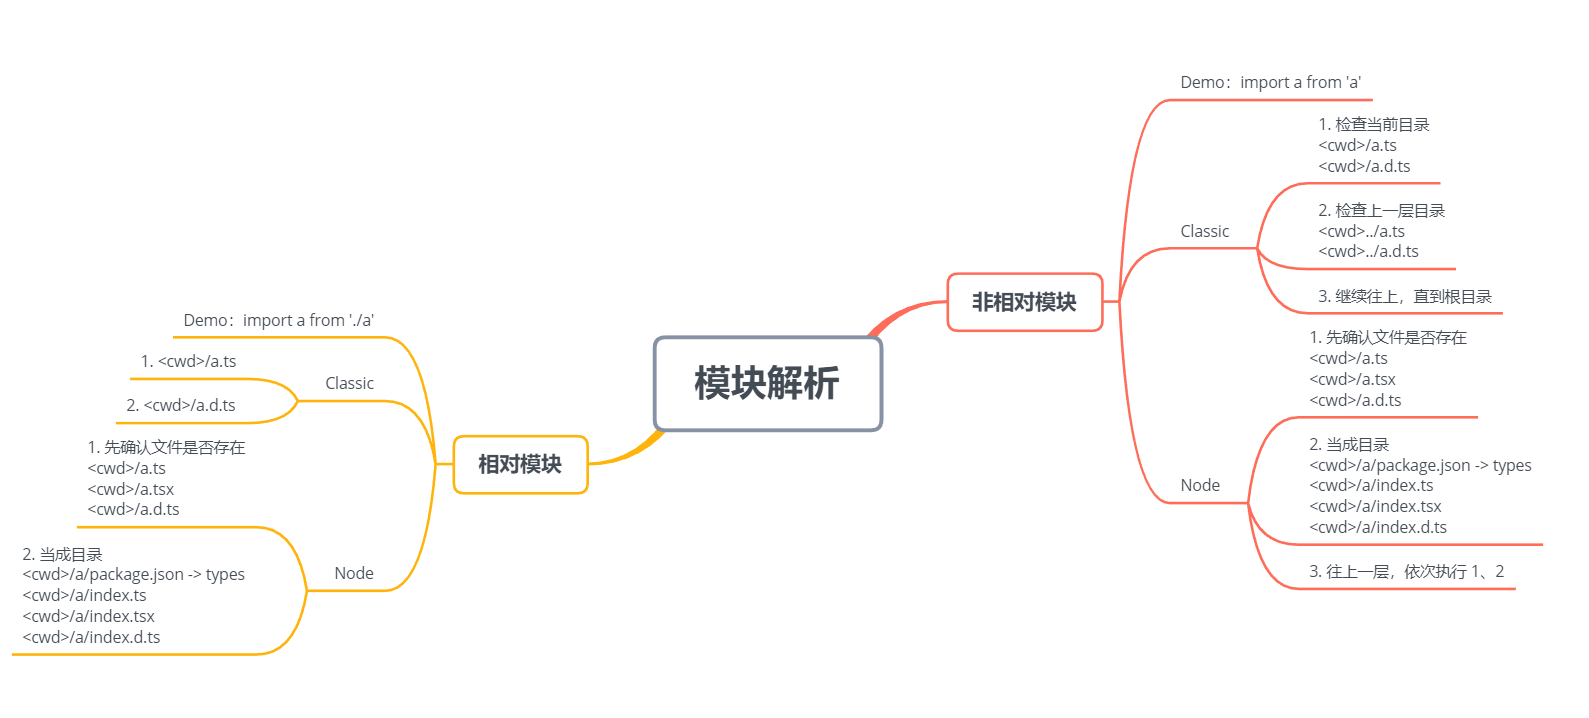 模块解析
非相对模块
Demo：import a from 'a'
Classic
1. 检查当前目录
<cwd>/a.ts
<cwd>/a.d.ts
2. 检查上一层目录
<cwd>../a.ts
<cwd>../a.d.ts
3. 继续往上，直到根目录
Node
1. 先确认文件是否存在
<cwd>/a.ts
<cwd>/a.tsx
<cwd>/a.d.ts
2. 当成目录
<cwd>/a/package.json -> types
<cwd>/a/index.ts
<cwd>/a/index.tsx
<cwd>/a/index.d.ts
3. 往上一层，依次执行 1、2
相对模块
Demo：import a from './a'
Classic
1. <cwd>/a.ts
2. <cwd>/a.d.ts
Node
1. 先确认文件是否存在
<cwd>/a.ts
<cwd>/a.tsx
<cwd>/a.d.ts
2. 当成目录
<cwd>/a/package.json -> types
<cwd>/a/index.ts
<cwd>/a/index.tsx
<cwd>/a/index.d.ts